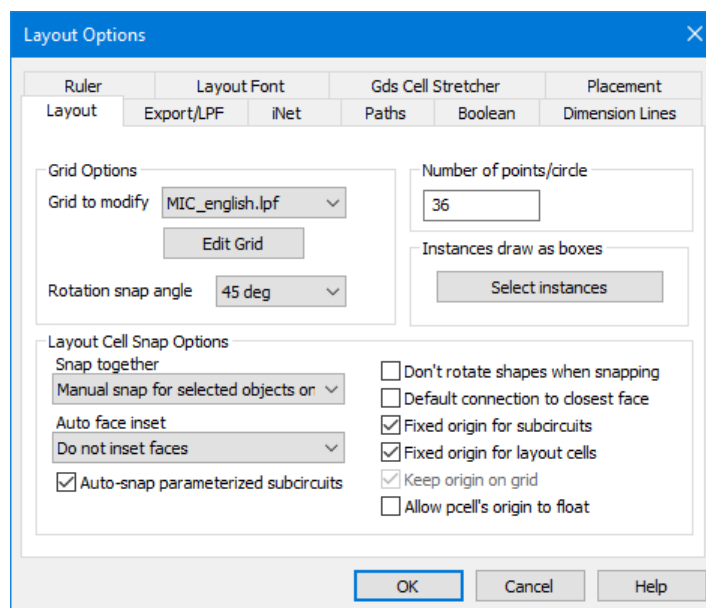 Layout Options
Ruler
Layout Font
Gds Cell Stretcher
Placement
Layout
Export/LPF
iNet
Paths
Boolean
Dimension Lines
Grid Options
Grid to modify
MIC_english.lpf
Edit Grid
Rotation snap angle
45 deg
Number of points/circle
36
Instances draw as boxes
Select instances
Layout Cell Snap Options
Snap together
Manual snap for selected objects on
Auto face inset
Do not inset faces
Auto-snap parameterized subcircuits
Don't rotate shapes when snapping
Default connection to closest face
Fixed origin for subcircuits
Fixed origin for layout cells
Keep origin on grid
Allow pcell's origin to float
OK
Cancel
Help